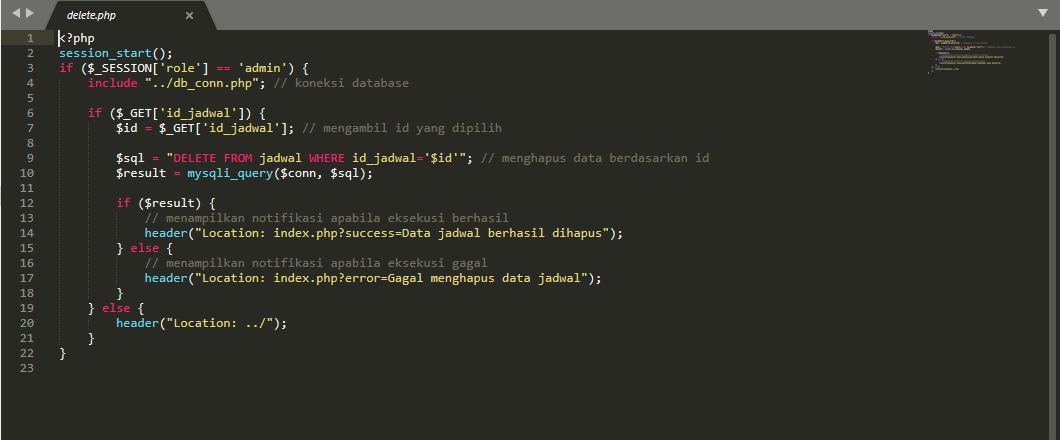 delete.php
1 <?php
2 session_start();
3 if ($_SESSION['role'] == 'admin') {
4     include "../db_conn.php"; // koneksi database
5
6     if ($_GET['id_jadwal']) {
7         $id = $_GET['id_jadwal']; // mengambil id yang dipilih
8
9         $sql = "DELETE FROM jadwal WHERE id_jadwal='$id'"; // menghapus data berdasarkan id
10         $result = mysqli_query($conn, $sql);
11
12         if ($result) {
13             // menampilkan notifikasi apabila eksekusi berhasil
14             header("Location: index.php?success=Data jadwal berhasil dihapus");
15         } else {
16             // menampilkan notifikasi apabila eksekusi gagal
17             header("Location: index.php?error=Gagal menghapus data jadwal");
18         }
19     } else {
20         header("Location: ../");
21     }
22 }
23